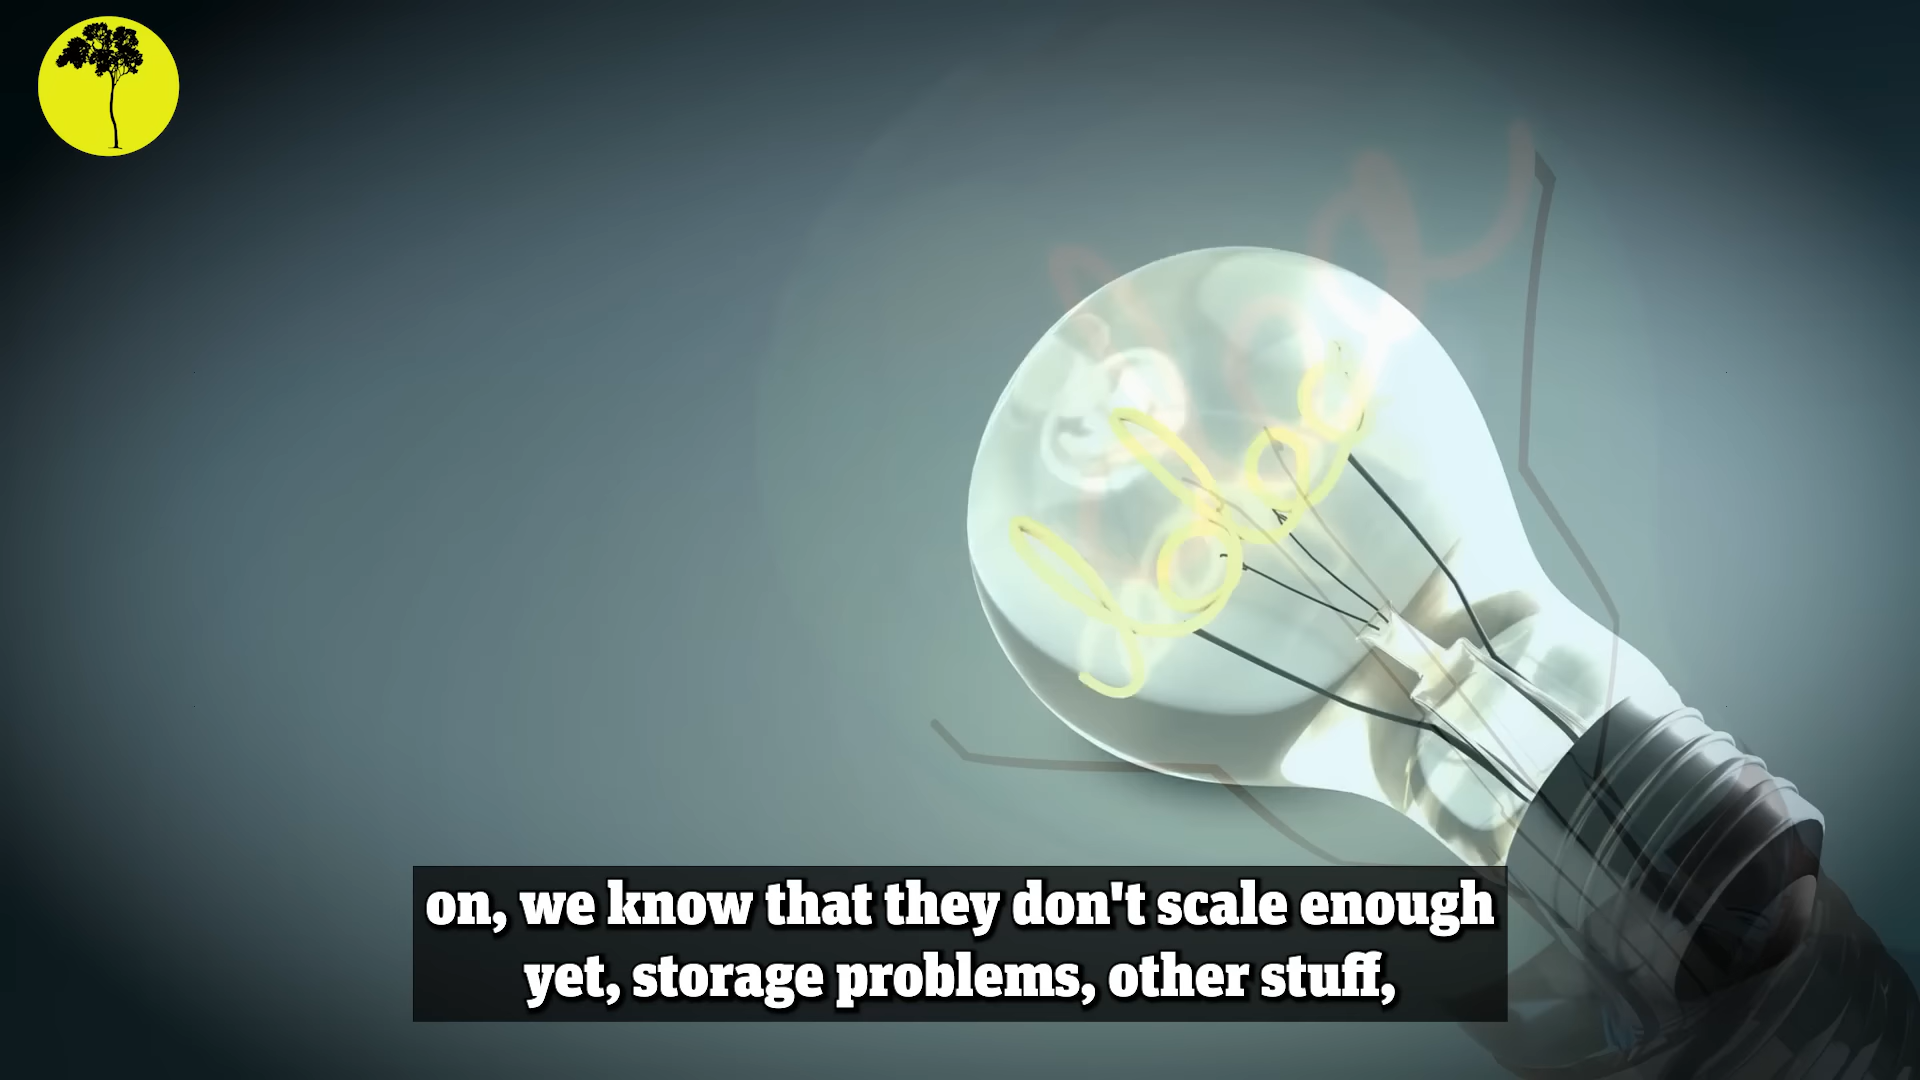 on, we know that they don't scale enough
yet, storage problems, other stuff,